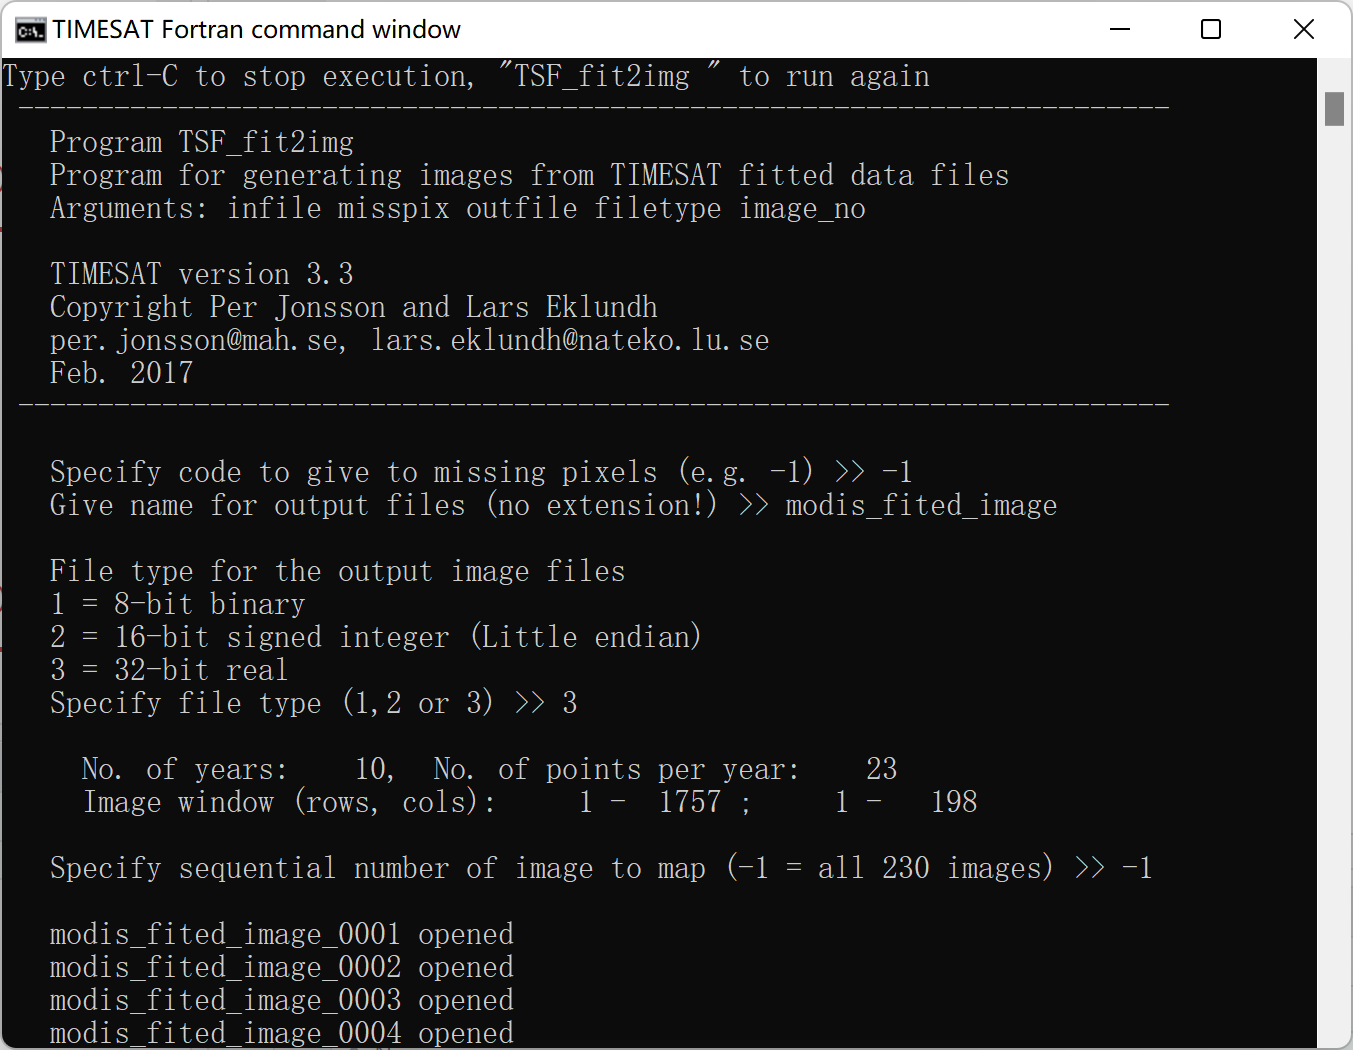 TIMESAT Fortran command window
Type ctrl-C to stop execution, "TSF_fit2img " to run again
------------------------------------------------------------------------
Program TSF_fit2img
Program for generating images from TIMESAT fitted data files
Arguments: infile misspix outfile filetype image_no
TIMESAT version 3.3
Copyright Per Jonsson and Lars Eklundh
per.jonsson@mah.se, lars.eklundh@nateko.lu.se
Feb. 2017
------------------------------------------------------------------------
Specify code to give to missing pixels (e.g. -1) >> -1
Give name for output files (no extension!) >> modis_fited_image
File type for the output image files
1 = 8-bit binary
2 = 16-bit signed integer (Little endian)
3 = 32-bit real
Specify file type (1,2 or 3) >> 3
No. of years:    10,  No. of points per year:    23
Image window (rows, cols):     1 -  1757 ;     1 -   198
Specify sequential number of image to map (-1 = all 230 images) >> -1
modis_fited_image_0001 opened
modis_fited_image_0002 opened
modis_fited_image_0003 opened
modis_fited_image_0004 opened